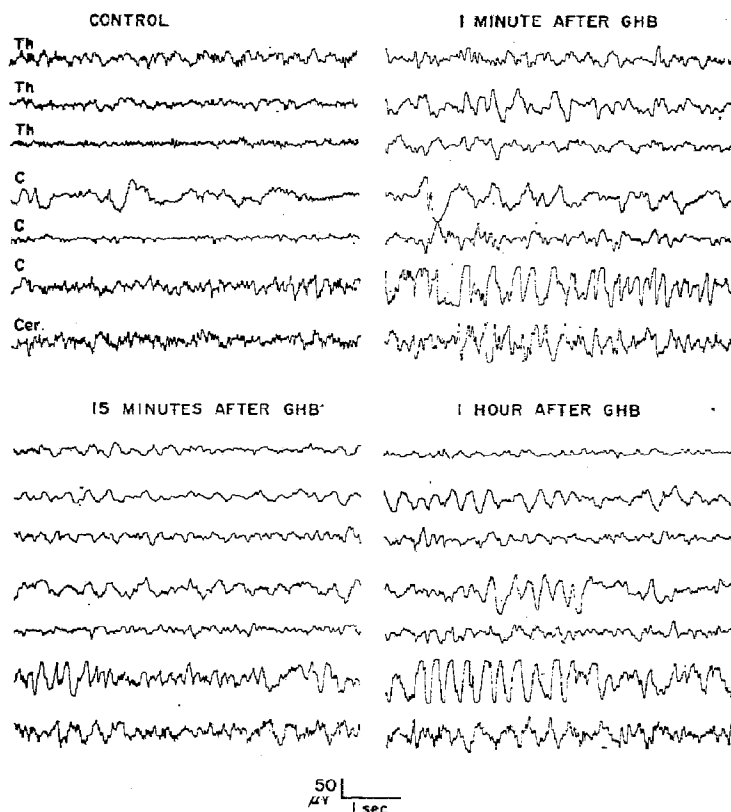 CONTROL
1 MINUTE AFTER GHB
Th
Th
Th
C
C
C
Cer.
15 MINUTES AFTER GHB
1 HOUR AFTER GHB
50
μV
1 sec